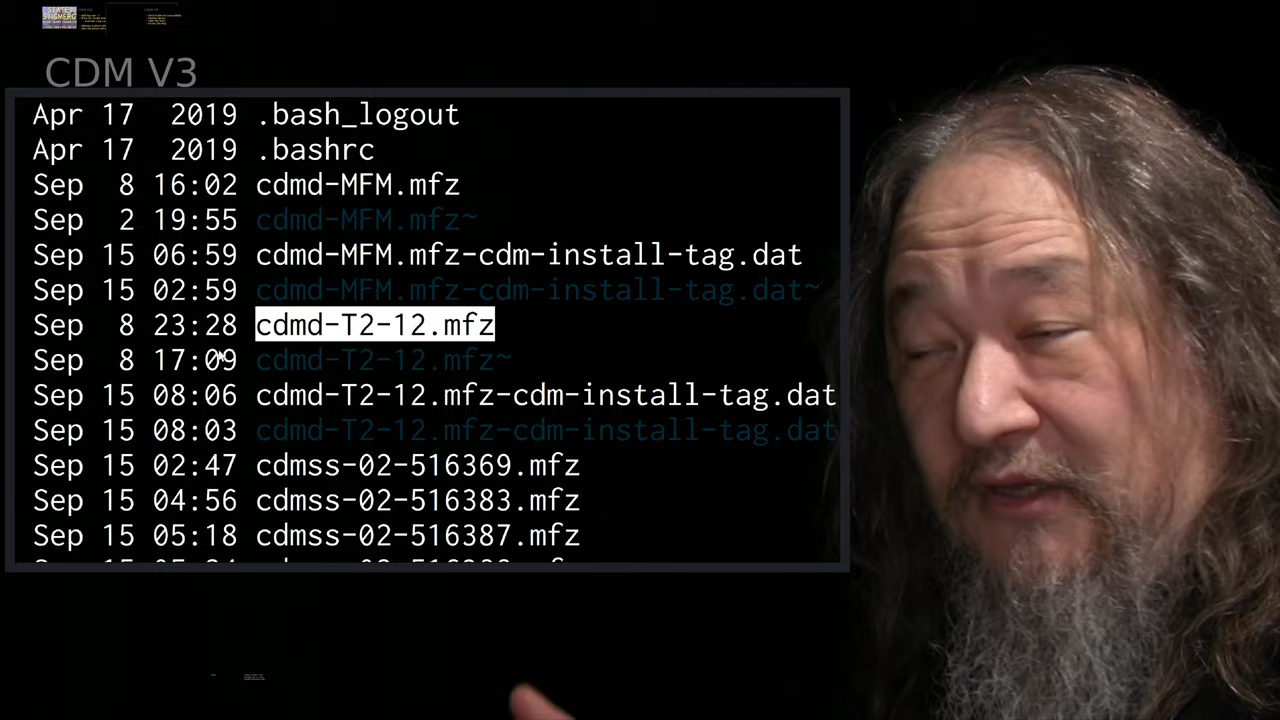 CDM V3
Apr 17  2019 .bash_logout
Apr 17  2019 .bashrc
Sep  8 16:02 cdmd-MFM.mfz
Sep  2 19:55 cdmd-MFM.mfz~
Sep 15 06:59 cdmd-MFM.mfz-cdm-install-tag.dat
Sep 15 02:59 cdmd-MFM.mfz-cdm-install-tag.dat~
Sep  8 23:28 cdmd-T2-12.mfz
Sep  8 17:09 cdmd-T2-12.mfz~
Sep 15 08:06 cdmd-T2-12.mfz-cdm-install-tag.dat
Sep 15 08:03 cdmd-T2-12.mfz-cdm-install-tag.dat
Sep 15 02:47 cdmss-02-516369.mfz
Sep 15 04:56 cdmss-02-516383.mfz
Sep 15 05:18 cdmss-02-516387.mfz